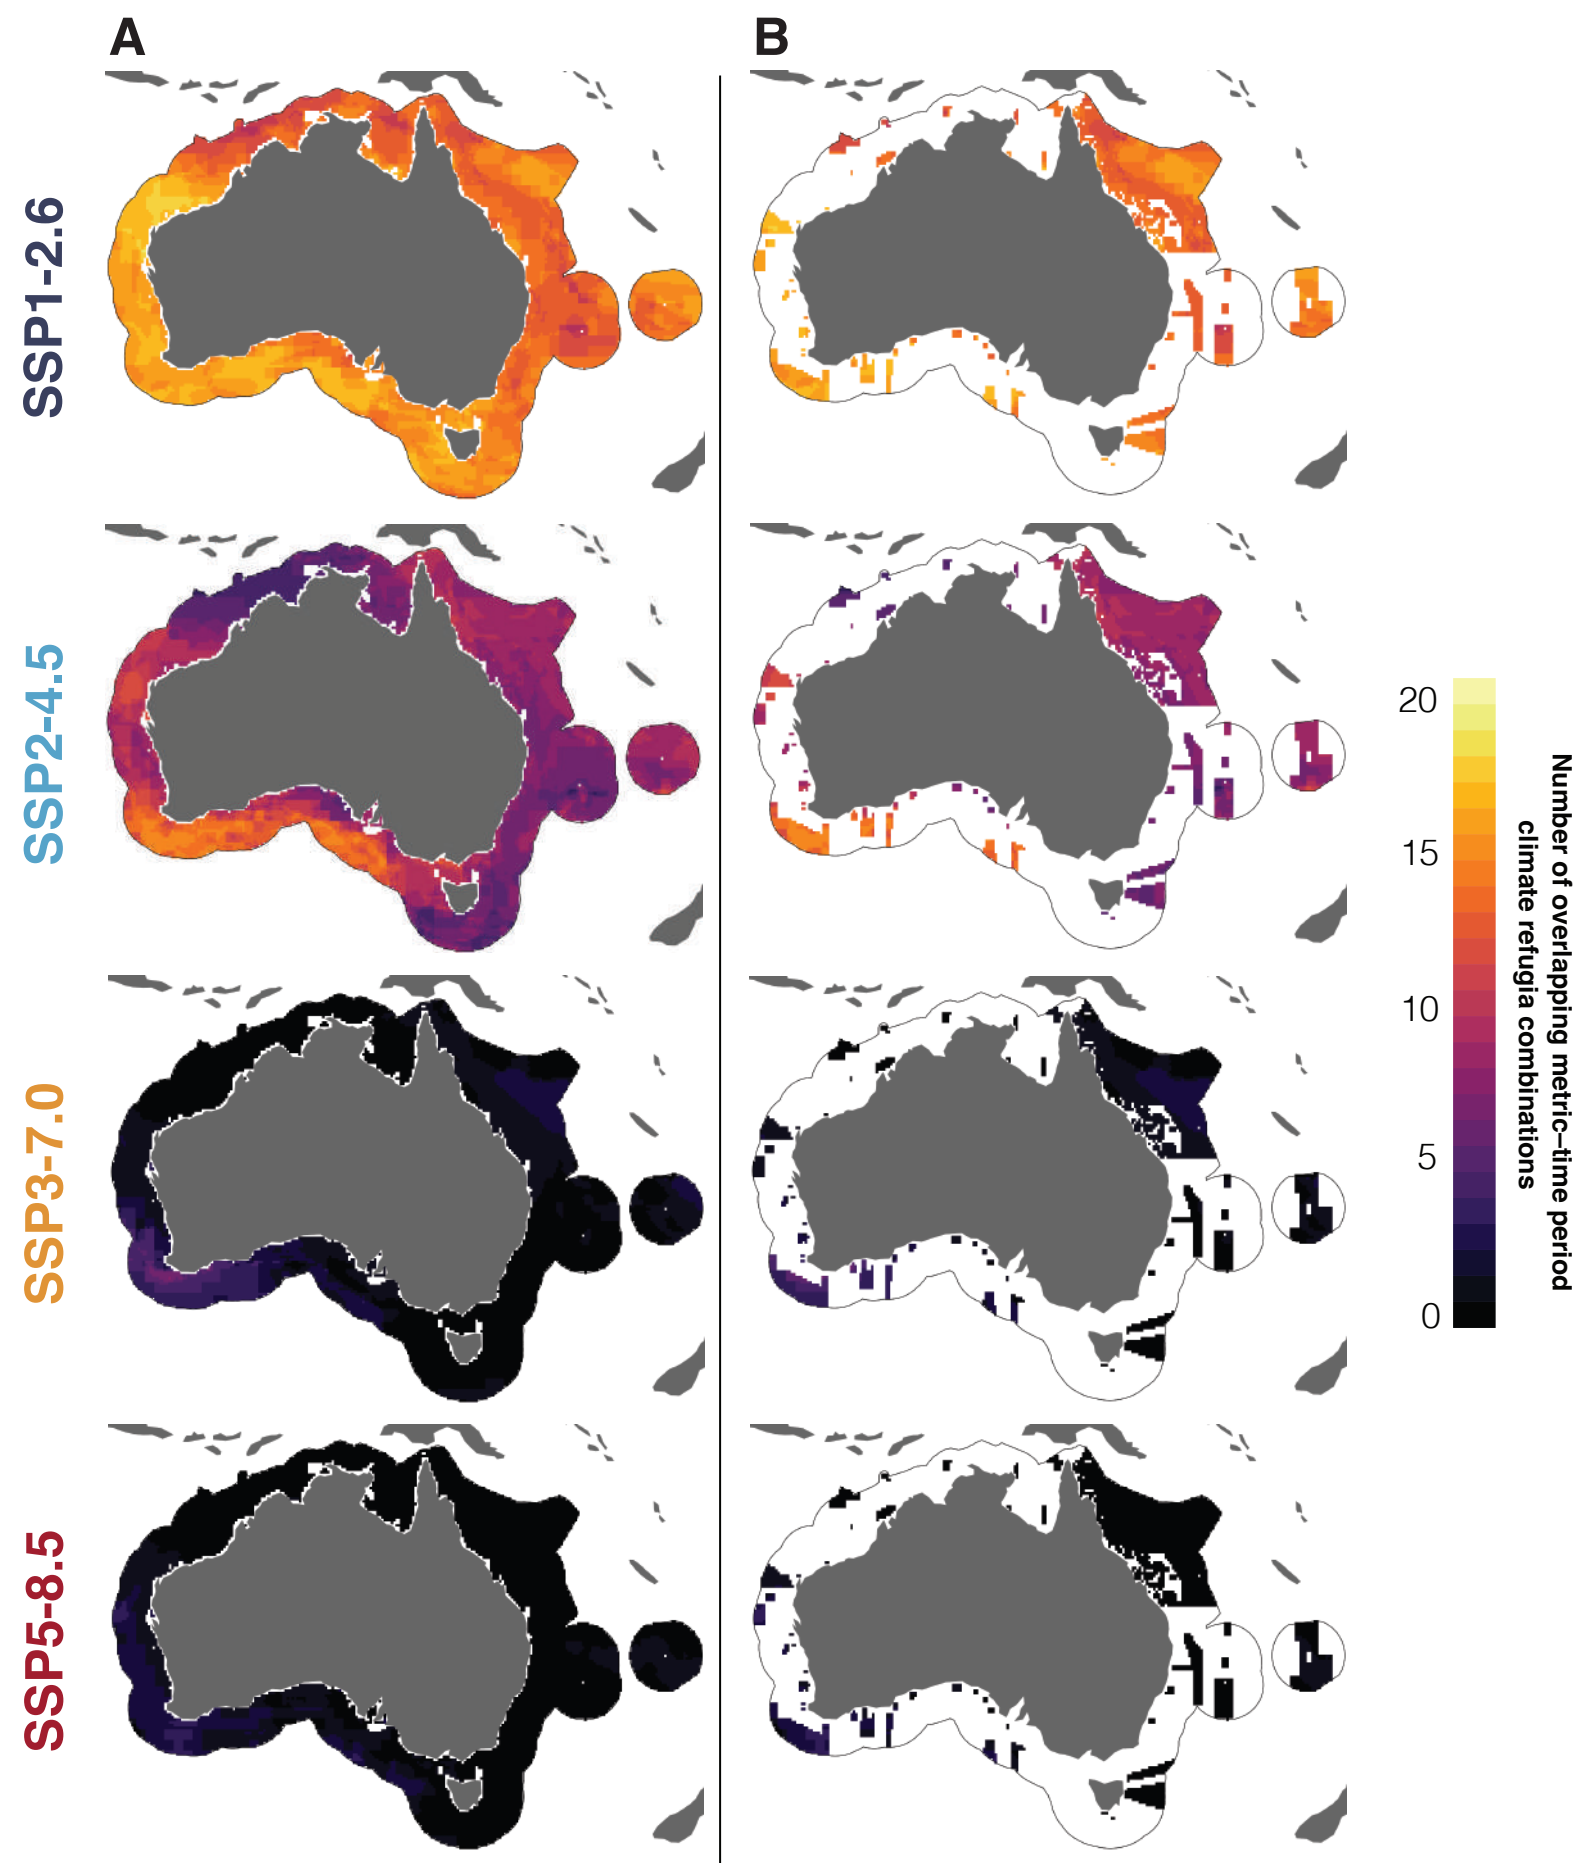 A
B
SSP1-2.6
SSP2-4.5
SSP3-7.0
SSP5-8.5
20
15
10
5
0
Number of overlapping metric–time period
climate refugia combinations